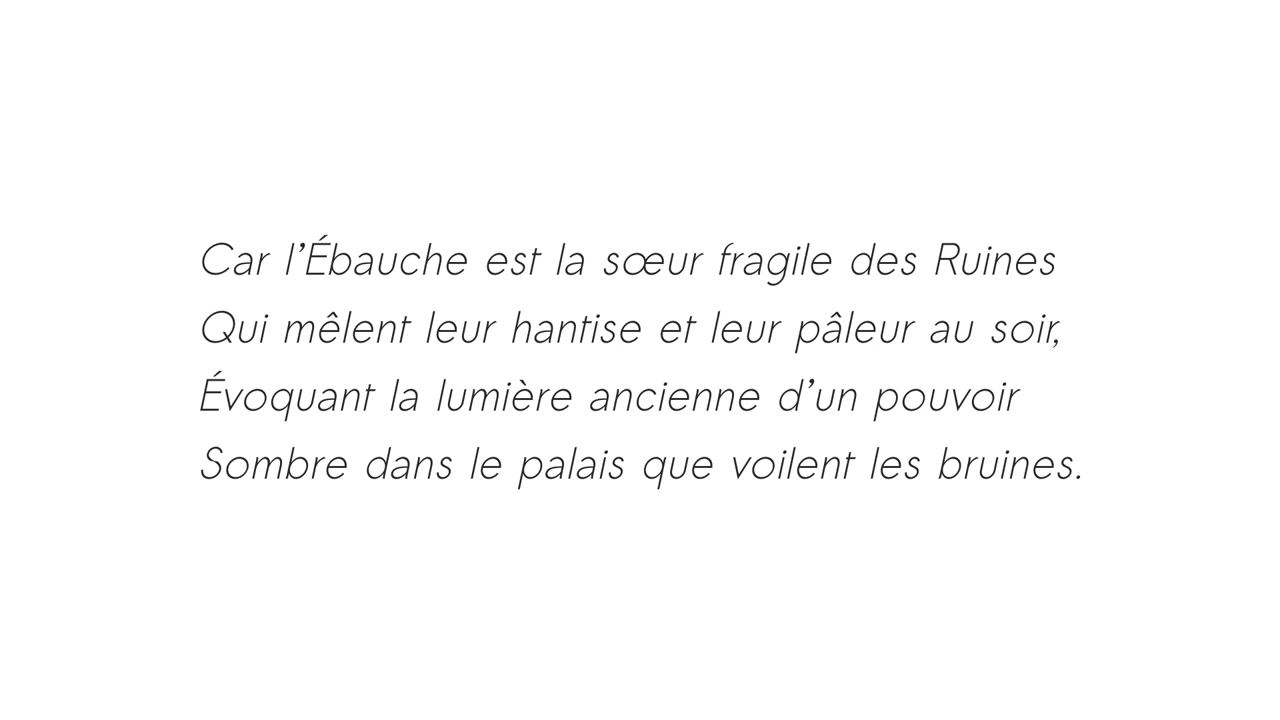 Car l’Ébauche est la sœur fragile des Ruines
Qui mêlent leur hantise et leur pâleur au soir,
Évoquant la lumière ancienne d’un pouvoir
Sombre dans le palais que voilent les bruines.